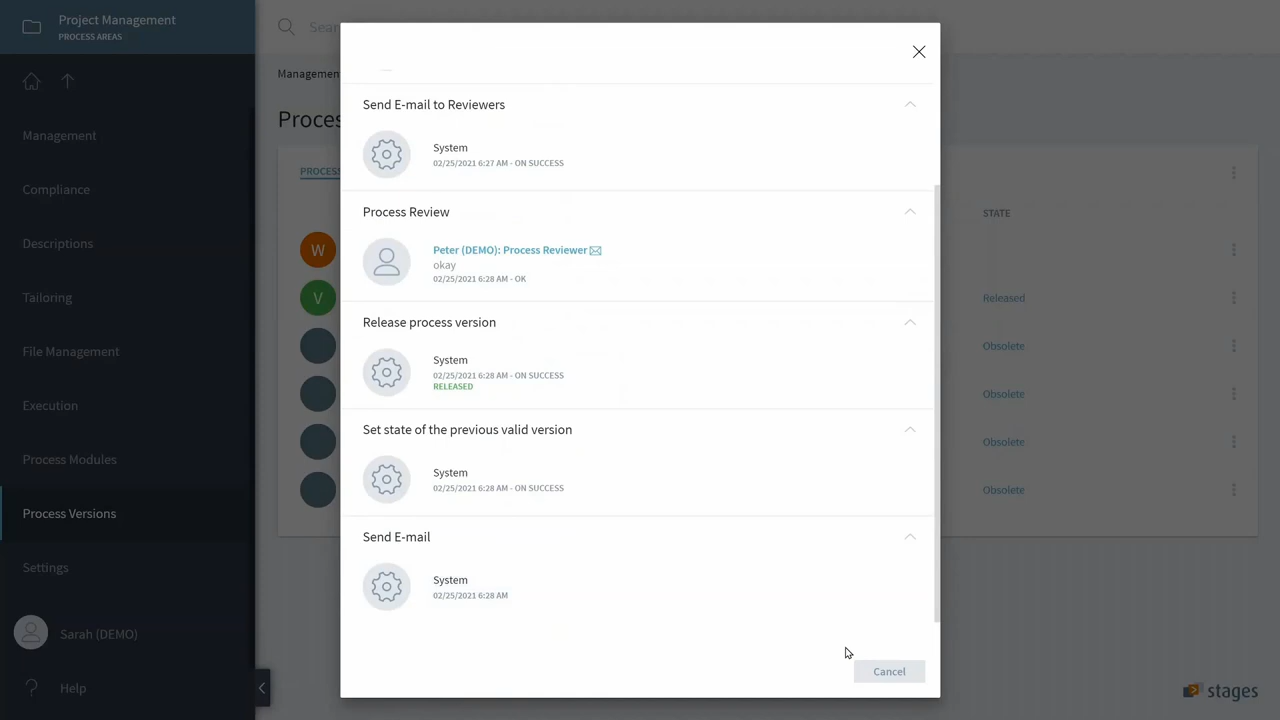 Project Management
PROCESS AREAS
Management
Compliance
Descriptions
Tailoring
File Management
Execution
Process Modules
Process Versions
Settings
Sarah (DEMO)
? Help
Sear
Management
Proces
PROCESS
W
V
STATE
Released
Obsolete
Obsolete
Obsolete
Obsolete
Send E-mail to Reviewers
System
02/25/2021 6:27 AM - ON SUCCESS
Process Review
Peter (DEMO): Process Reviewer
okay
02/25/2021 6:28 AM - OK
Release process version
System
02/25/2021 6:28 AM - ON SUCCESS
RELEASED
Set state of the previous valid version
System
02/25/2021 6:28 AM - ON SUCCESS
Send E-mail
System
02/25/2021 6:28 AM
Cancel
stages